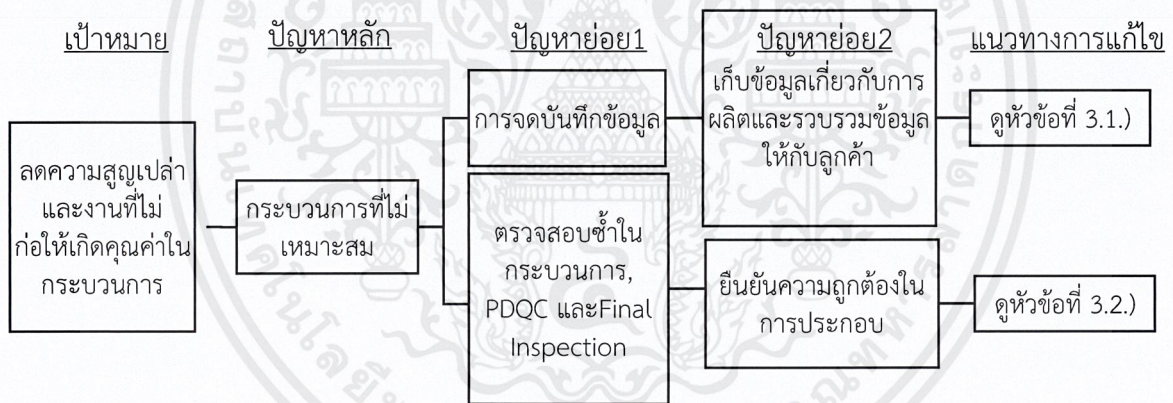 เป้าหมาย
ปัญหาหลัก
ปัญหาย่อย1
ปัญหาย่อย2
แนวทางการแก้ไข
ลดความสูญเปล่า
และงานที่ไม่
ก่อให้เกิดคุณค่าใน
กระบวนการ
กระบวนการที่ไม่
เหมาะสม
การจดบันทึกข้อมูล
เก็บข้อมูลเกี่ยวกับการ
ผลิตและรวบรวมข้อมูล
ให้กับลูกค้า
ดูหัวข้อที่ 3.1.)
ตรวจสอบซ้ำใน
กระบวนการ,
PDQC และFinal
Inspection
ยืนยันความถูกต้องใน
การประกอบ
ดูหัวข้อที่ 3.2.)